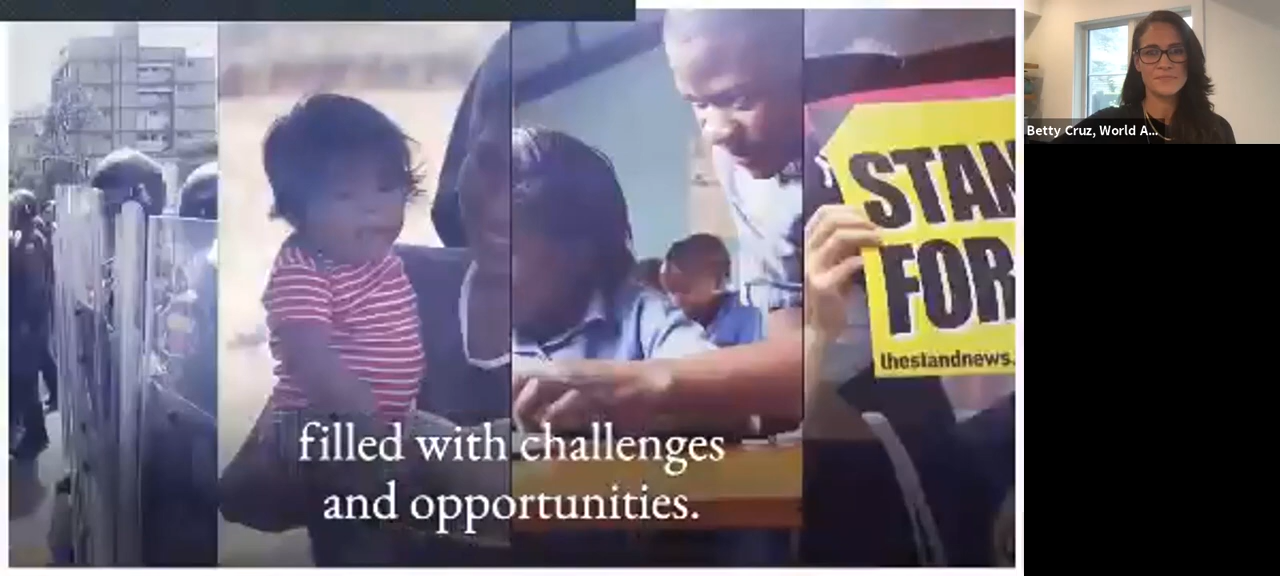 STAN
FOR
thestandnews.
filled with challenges
and opportunities.
Betty Cruz, World A...